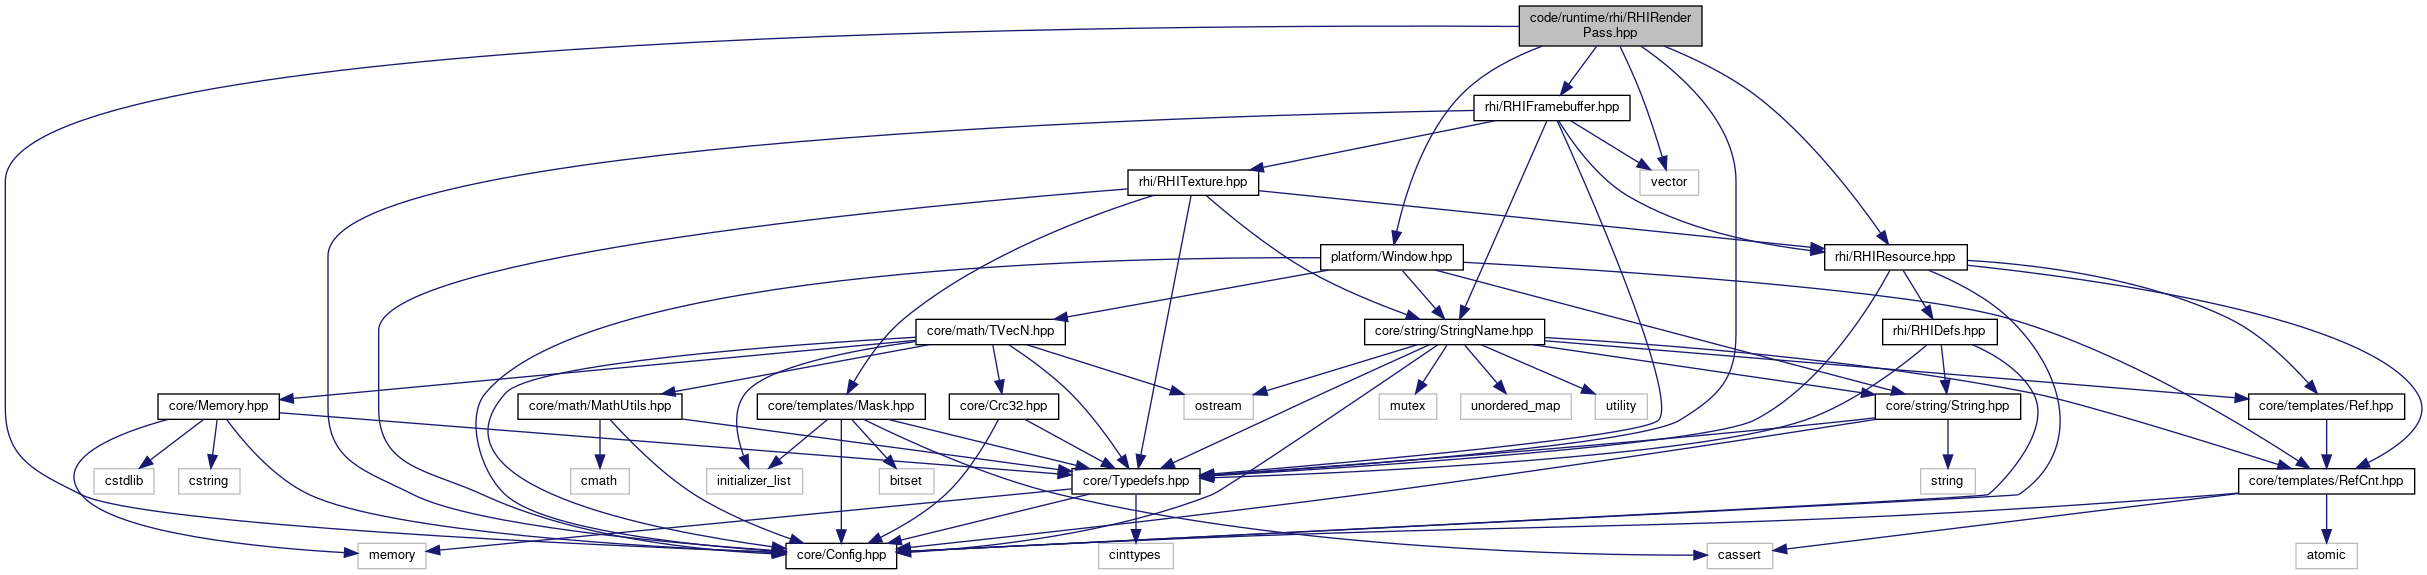 code/runtime/rhi/RHIRender
Pass.hpp
rhi/RHIFramebuffer.hpp
rhi/RHITexture.hpp
vector
platform/Window.hpp
rhi/RHIResource.hpp
core/math/TVecN.hpp
core/string/StringName.hpp
rhi/RHIDefs.hpp
core/Memory.hpp
core/math/MathUtils.hpp
core/templates/Mask.hpp
core/Crc32.hpp
ostream
mutex
unordered_map
utility
core/string/String.hpp
core/templates/Ref.hpp
cstdlib
cstring
cmath
initializer_list
bitset
core/Typedefs.hpp
string
core/templates/RefCnt.hpp
memory
core/Config.hpp
cinttypes
cassert
atomic